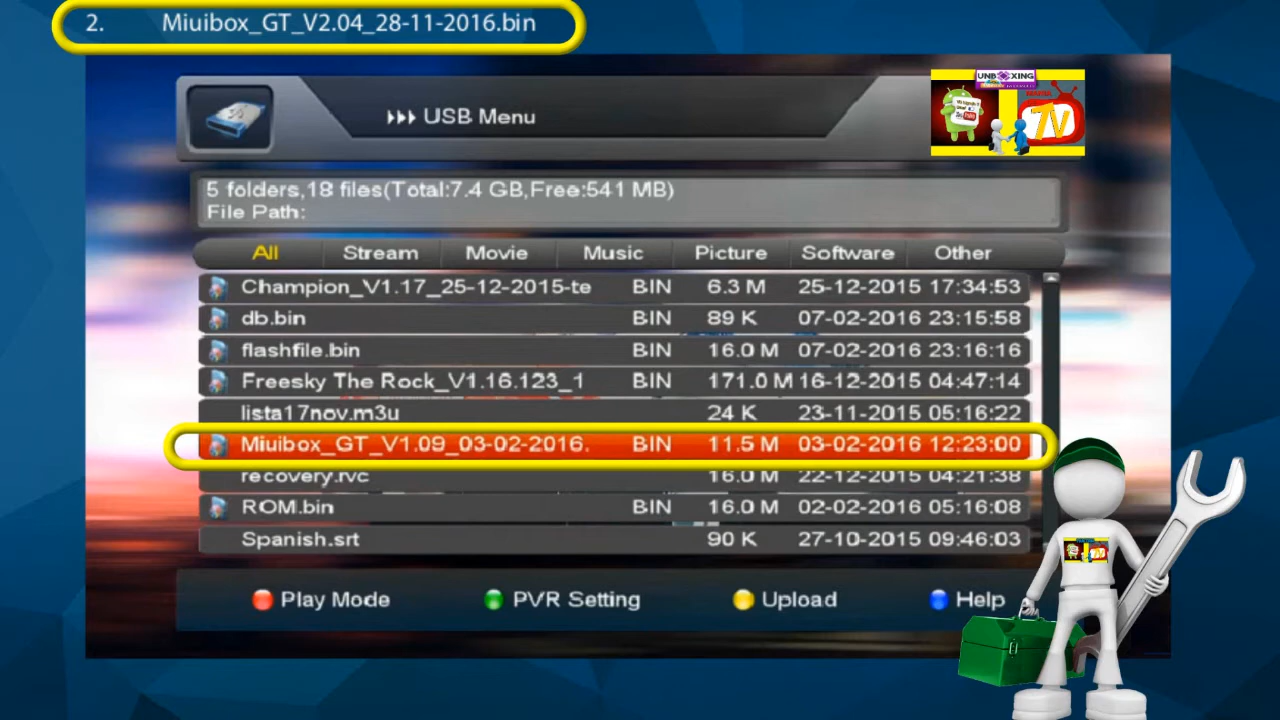 2. Miuibox_GT_V2.04_28-11-2016.bin
UNBOXING
TV
USB Menu
5 folders,18 files(Total:7.4 GB,Free:541 MB)
File Path:
All Stream Movie Music Picture Software Other
Champion_V1.17_25-12-2015-te BIN 6.3 M 25-12-2015 17:34:53
db.bin BIN 89 K 07-02-2016 23:15:58
flashfile.bin BIN 16.0 M 07-02-2016 23:16:16
Freesky The Rock_V1.16.123_1 BIN 171.0 M 16-12-2015 04:47:14
lista17nov.m3u 24 K 23-11-2015 05:16:22
Miuibox_GT_V1.09_03-02-2016. BIN 11.5 M 03-02-2016 12:23:00
recovery.rvc 16.0 M 22-12-2015 04:21:38
ROM.bin BIN 16.0 M 02-02-2016 05:16:08
Spanish.srt 90 K 27-10-2015 09:46:03
Play Mode PVR Setting Upload Help